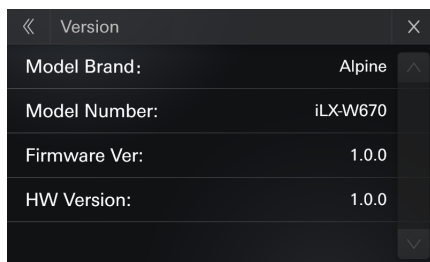 Version
Model Brand: Alpine
Model Number: iLX-W670
Firmware Ver: 1.0.0
HW Version: 1.0.0